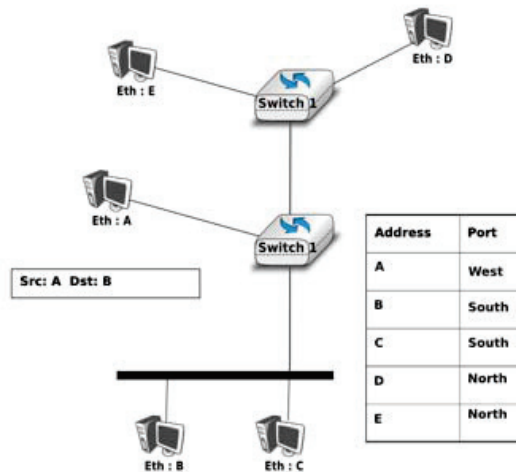 Eth : E
Eth : D
Switch 1
Eth : A
Switch 1
Src: A Dst: B
Address Port
A West
B South
C South
D North
E North
Eth : B
Eth : C